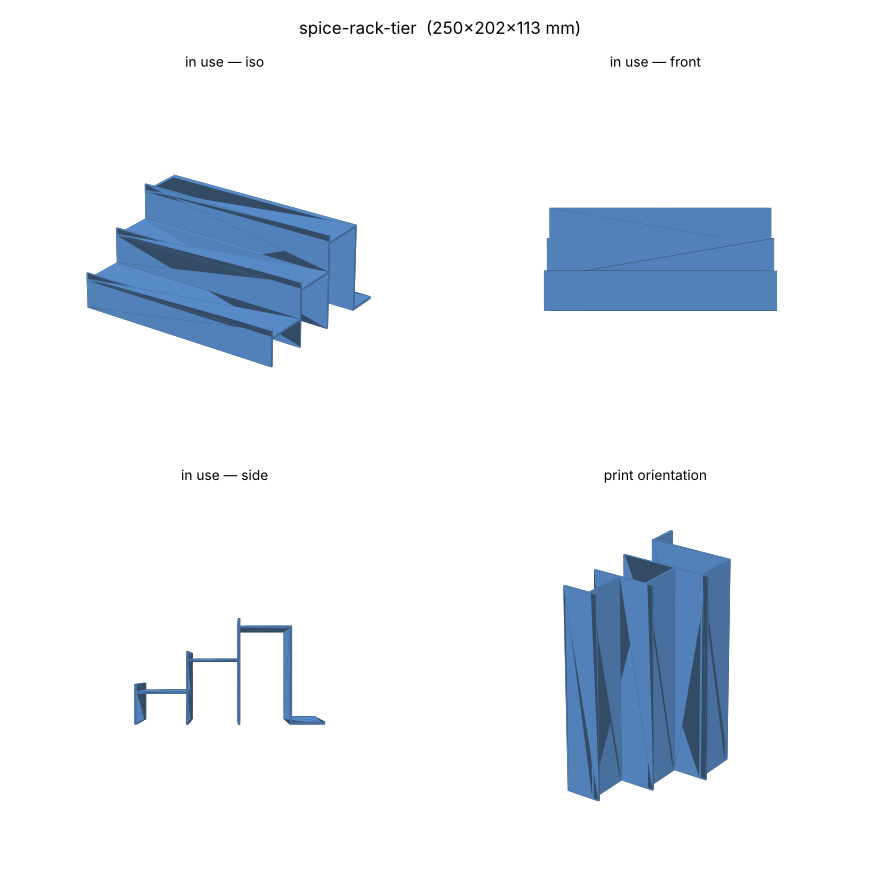 spice-rack-tier (250×202×113 mm)
in use — iso
in use — front
in use — side
print orientation